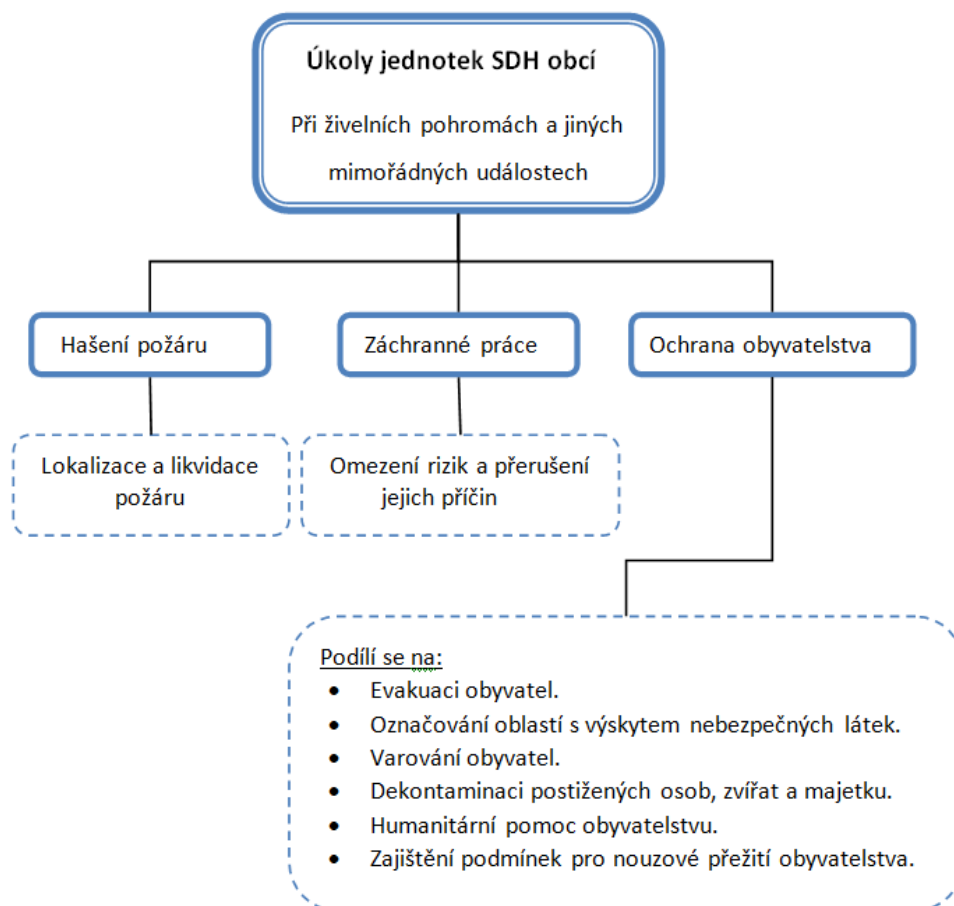 Úkoly jednotek SDH obcí
Při živelních pohromách a jiných
mimořádných událostech
Hašení požáru
Záchranné práce
Ochrana obyvatelstva
Lokalizace a likvidace
požáru
Omezení rizik a přerušení
jejich příčin
Podílí se na:
• Evakuaci obyvatel.
• Označování oblastí s výskytem nebezpečných látek.
• Varování obyvatel.
• Dekontaminaci postižených osob, zvířat a majetku.
• Humanitární pomoc obyvatelstvu.
• Zajištění podmínek pro nouzové přežití obyvatelstva.